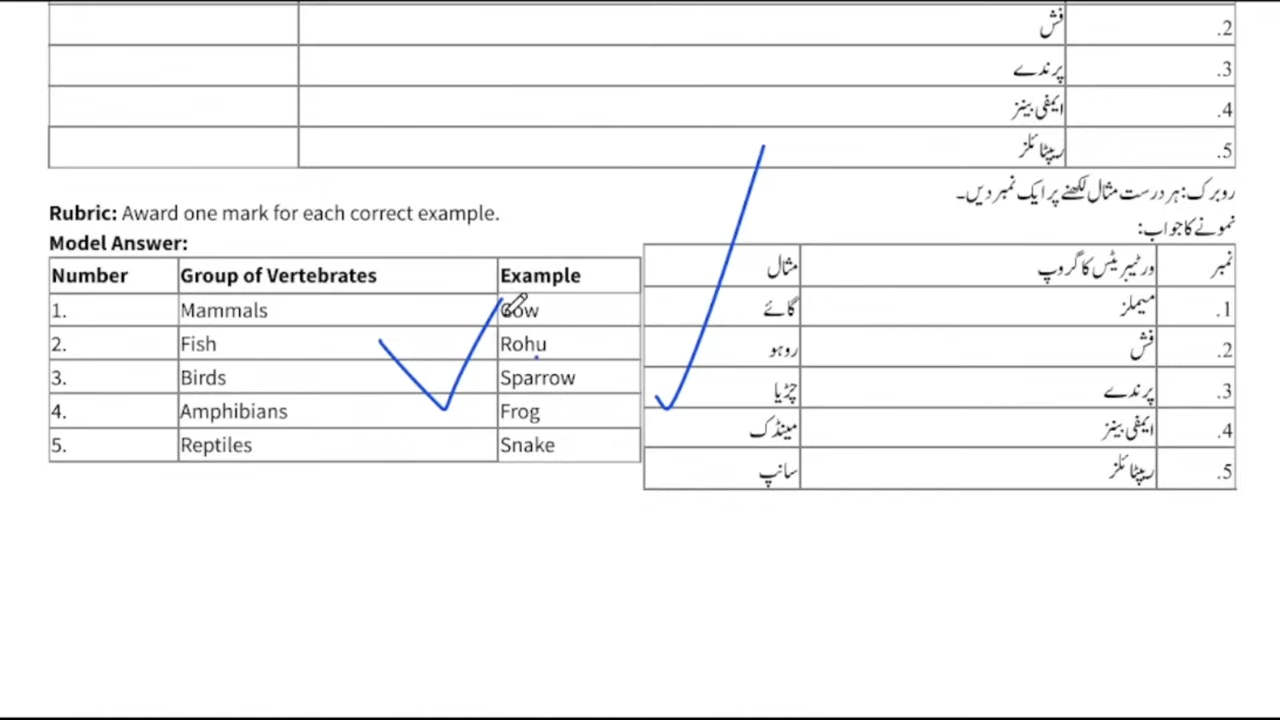 فش .2
پرندے .3
ایمفی بینز .4
ریپٹائلز .5
روبرک: ہر درست مثال لکھنے پر ایک نمبر دیں۔
نمونے کا جواب:
Rubric: Award one mark for each correct example.
Model Answer:
Number Group of Vertebrates Example
1. Mammals Cow
2. Fish Rohu
3. Birds Sparrow
4. Amphibians Frog
5. Reptiles Snake
نمبر ورٹیبریٹس کا گروپ مثال
.1 میملز گائے
.2 فش روہو
.3 پرندے چڑیا
.4 ایمفی بینز مینڈک
.5 ریپٹائلز سانپ